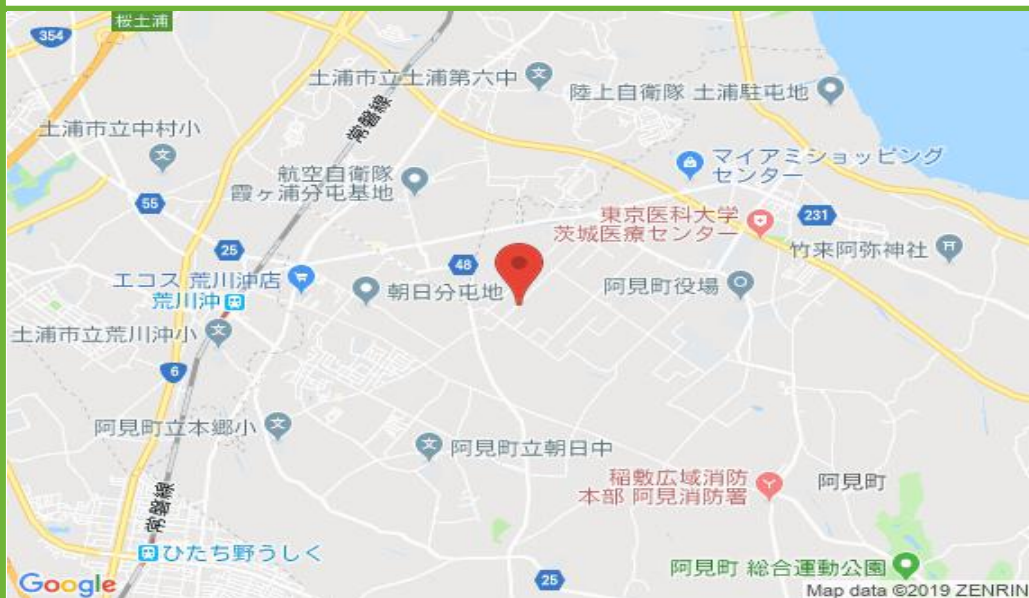 桜土浦
354
土浦市立土浦第六中
陸上自衛隊 土浦駐屯地
常磐線
土浦市立中村小
マイアミショッピング
センター
航空自衛隊
霞ヶ浦分屯基地
55
東京医科大学
茨城医療センター
231
25
竹来阿弥神社
48
エコス 荒川沖店
朝日分屯地
阿見町役場
荒川沖
土浦市立荒川沖小
6
阿見町立本郷小
阿見町立朝日中
稲敷広域消防
本部 阿見消防署
阿見町
常磐線
ひたち野うしく
阿見町 総合運動公園
25
Google
Map data ©2019 ZENRIN